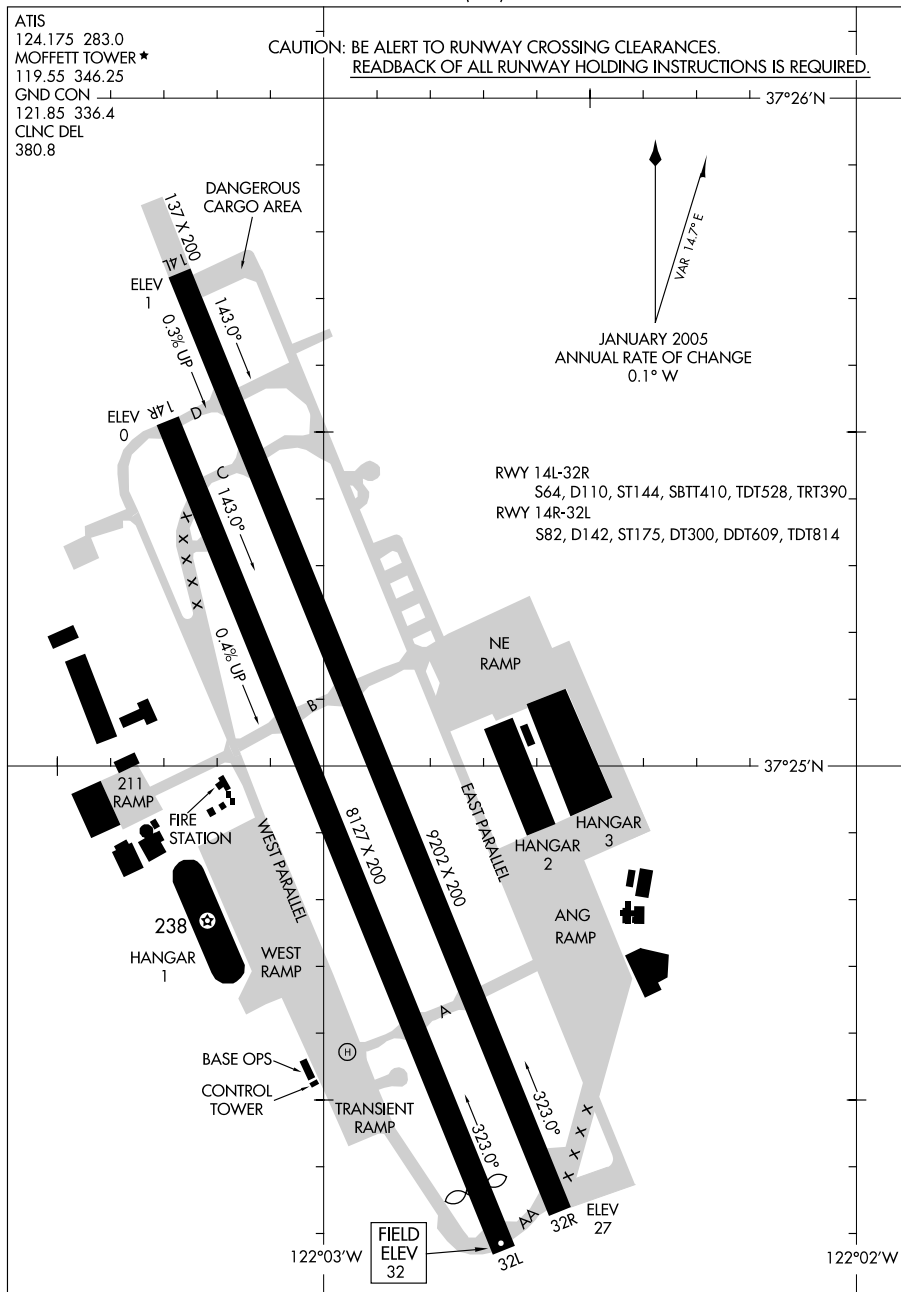 ATIS
124.175 283.0
MOFFETT TOWER★
119.55 346.25
GND CON
121.85 336.4
CLNC DEL
380.8
CAUTION: BE ALERT TO RUNWAY CROSSING CLEARANCES.
READBACK OF ALL RUNWAY HOLDING INSTRUCTIONS IS REQUIRED.
37°26'N
VAR 14.7° E
JANUARY 2005
ANNUAL RATE OF CHANGE
0.1° W
DANGEROUS
CARGO AREA
137 X 200
14L
ELEV
1
0.3% UP
143.0°
ELEV
0
14R
D
C
143.0°
RWY 14L-32R
S64, D110, ST144, SBTT410, TDT528, TRT390
RWY 14R-32L
S82, D142, ST175, DT300, DDT609, TDT814
0.4% UP
B
NE
RAMP
37°25'N
211
RAMP
FIRE
STATION
WEST PARALLEL
8127 X 200
9202 X 200
EAST PARALLEL
HANGAR
2
HANGAR
3
238
HANGAR
1
WEST
RAMP
ANG
RAMP
A
H
BASE OPS
CONTROL
TOWER
TRANSIENT
RAMP
323.0°
323.0°
AA
32R
ELEV
27
32L
FIELD
ELEV
32
122°03'W
122°02'W